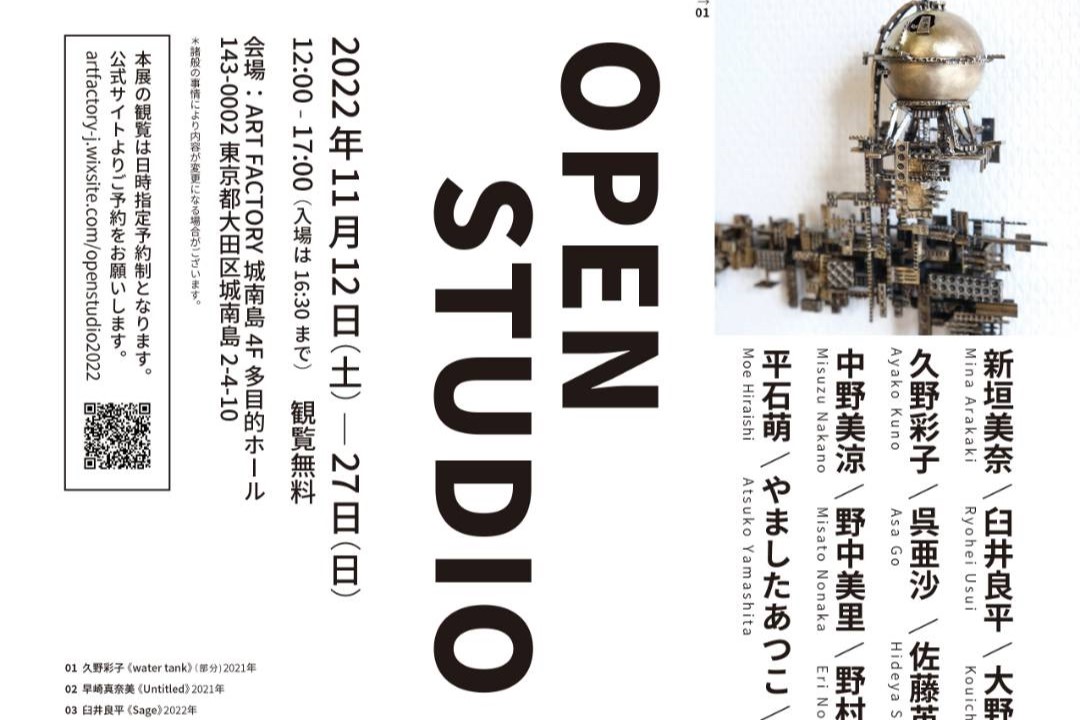 01
OPEN
STUDIO
新垣美奈 / 臼井良平 / 大野
Mina Arakaki Ryohei Usui Kouich
久野彩子 / 呉亜沙 / 佐藤英
Ayako Kuno Asa Go Hideya S
中野美涼 / 野中美里 / 野村
Misuzu Nakano Misato Nonaka Eri No
平石萌 / やましたあつこ /
Moe Hiraishi Atsuko Yamashita
2022年11月12日(土) — 27日(日)
12:00 - 17:00(入場は 16:30 まで) 観覧無料
会場:ART FACTORY 城南島 4F 多目的ホール
143-0002 東京都大田区城南島 2-4-10
*諸般の事情により内容が変更になる場合がございます。
本展の観覧は日時指定予約制となります。
公式サイトよりご予約をお願いします。
artfactory-j.wixsite.com/openstudio2022
01 久野彩子《water tank》(部分)2021年
02 早崎真奈美《Untitled》2021年
03 臼井良平《Sage》2022年